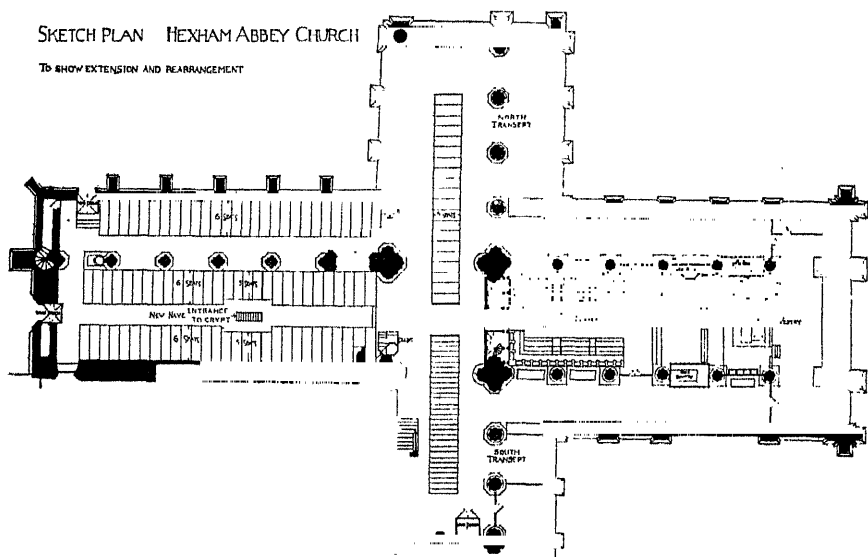 SKETCH PLAN HEXHAM ABBEY CHURCH
TO SHOW EXTENSION AND REARRANGEMENT
NORTH
TRANSEPT
6 SEATS
SEATS
6 SEATS
5 SEATS
NEW NAVE
ENTRANCE
TO CRYPT
6 SEATS
5 SEATS
SOUTH
TRANSEPT